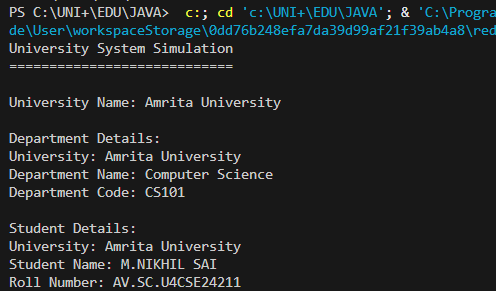 PS C:\UNI+\EDU\JAVA>  c:; cd 'c:\UNI+\EDU\JAVA'; & 'C:\Progra
de\User\workspaceStorage\0dd76b248efa7da39d99af21f39ab4a8\red
University System Simulation
============================
University Name: Amrita University
Department Details:
University: Amrita University
Department Name: Computer Science
Department Code: CS101
Student Details:
University: Amrita University
Student Name: M.NIKHIL SAI
Roll Number: AV.SC.U4CSE24211